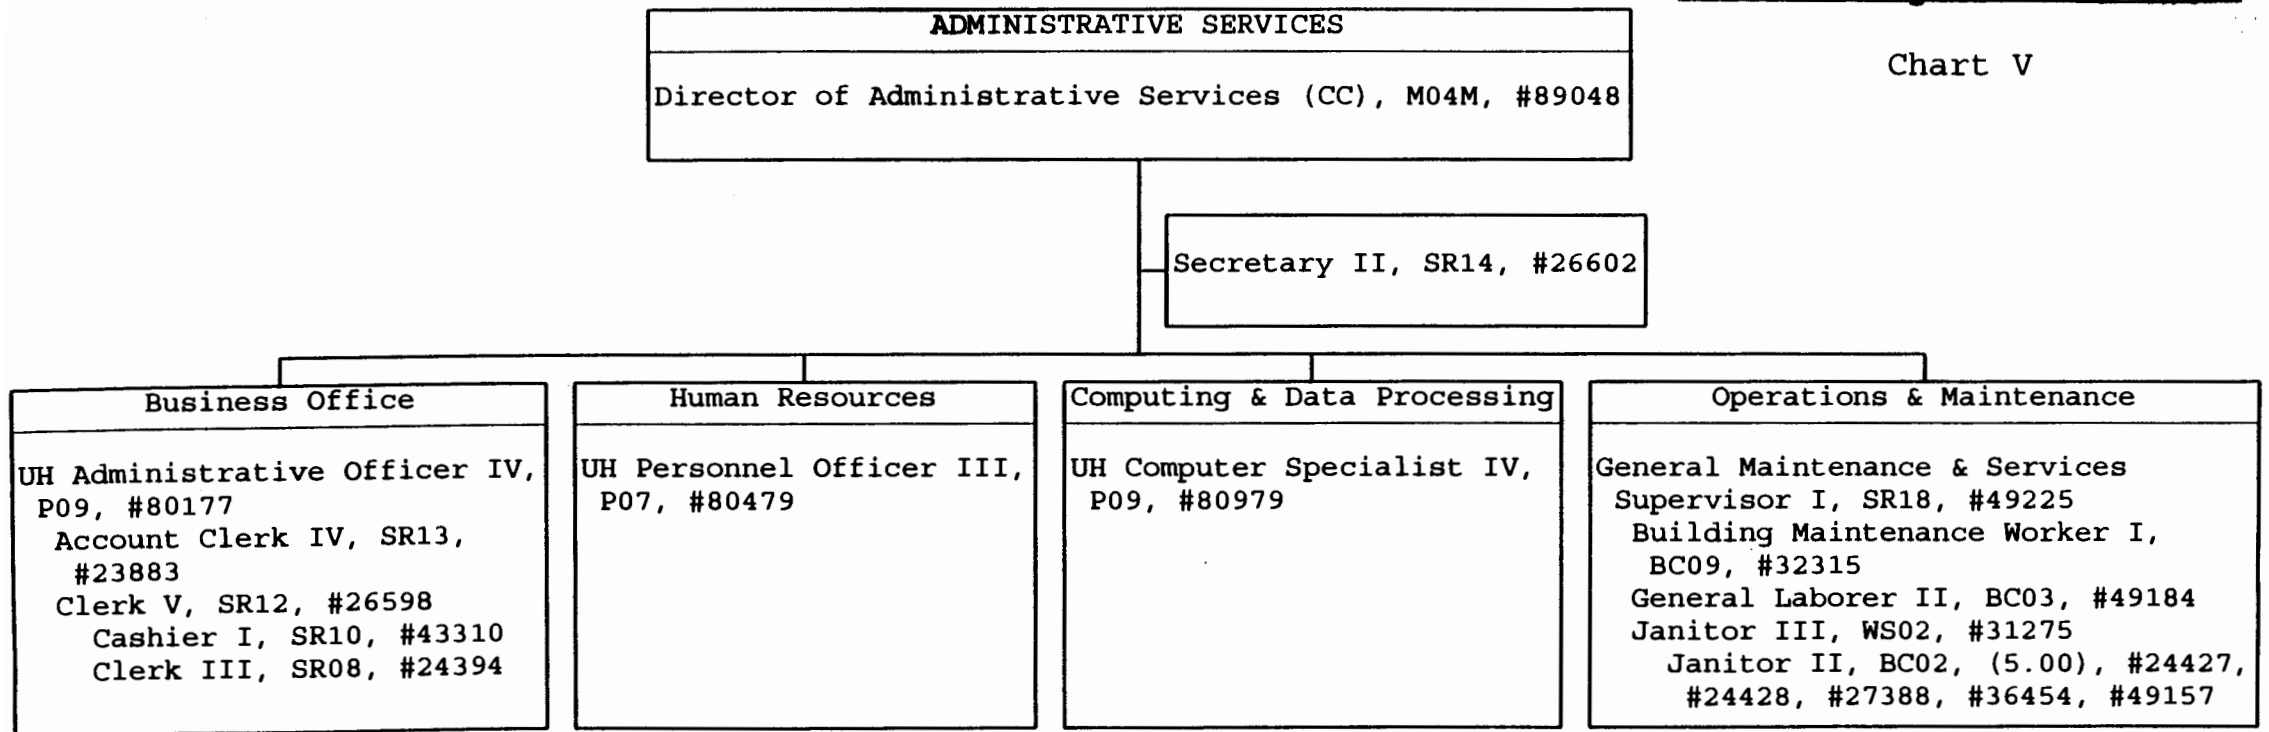 ADMINISTRATIVE SERVICES
Director of Administrative Services (CC), M04M, #89048
Chart V
Secretary II, SR14, #26602
Business Office
UH Administrative Officer IV,
P09, #80177
Account Clerk IV, SR13,
#23883
Clerk V, SR12, #26598
Cashier I, SR10, #43310
Clerk III, SR08, #24394
Human Resources
UH Personnel Officer III,
P07, #80479
Computing & Data Processing
UH Computer Specialist IV,
P09, #80979
Operations & Maintenance
General Maintenance & Services
Supervisor I, SR18, #49225
Building Maintenance Worker I,
BC09, #32315
General Laborer II, BC03, #49184
Janitor III, WS02, #31275
Janitor II, BC02, (5.00), #24427,
#24428, #27388, #36454, #49157